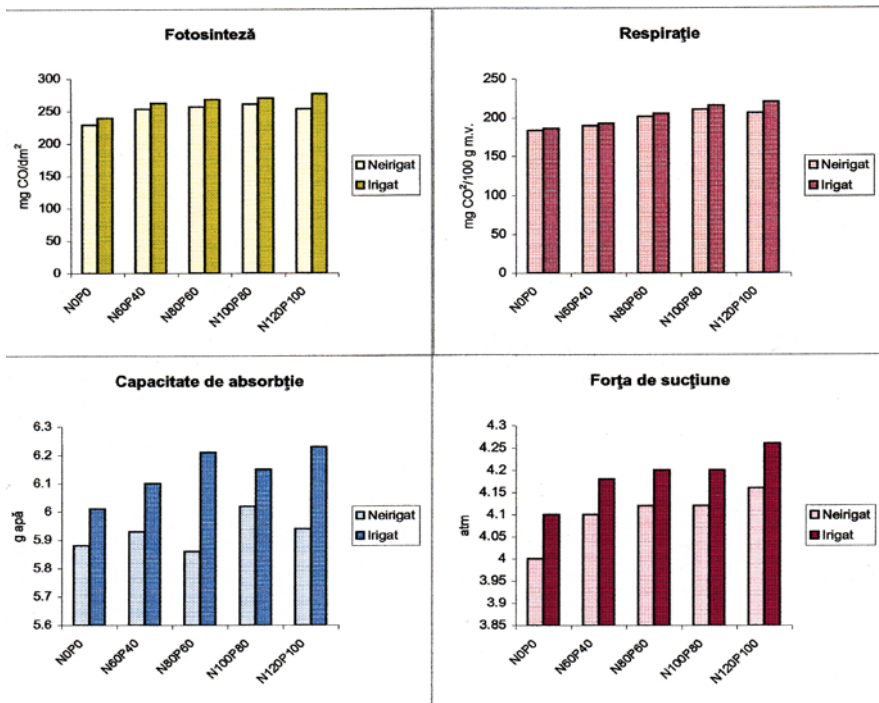 Fotosinteză
300
250
200
150
100
50
0
mg CO/dm²
N0P0
N60P40
N80P60
N100P80
N120P100
Neirigat
Irigat
Respiraţie
250
200
150
100
50
0
mg CO²/100 g m.v.
N0P0
N60P40
N80P60
N100P80
N120P100
Neirigat
Irigat
Capacitate de absorbţie
6.3
6.2
6.1
6
5.9
5.8
5.7
5.6
g apă
N0P0
N60P40
N80P60
N100P80
N120P100
Neirigat
Irigat
Forţa de sucţiune
4.3
4.25
4.2
4.15
4.1
4.05
4
3.95
3.9
3.85
atm
N0P0
N60P40
N80P60
N100P80
N120P100
Neirigat
Irigat